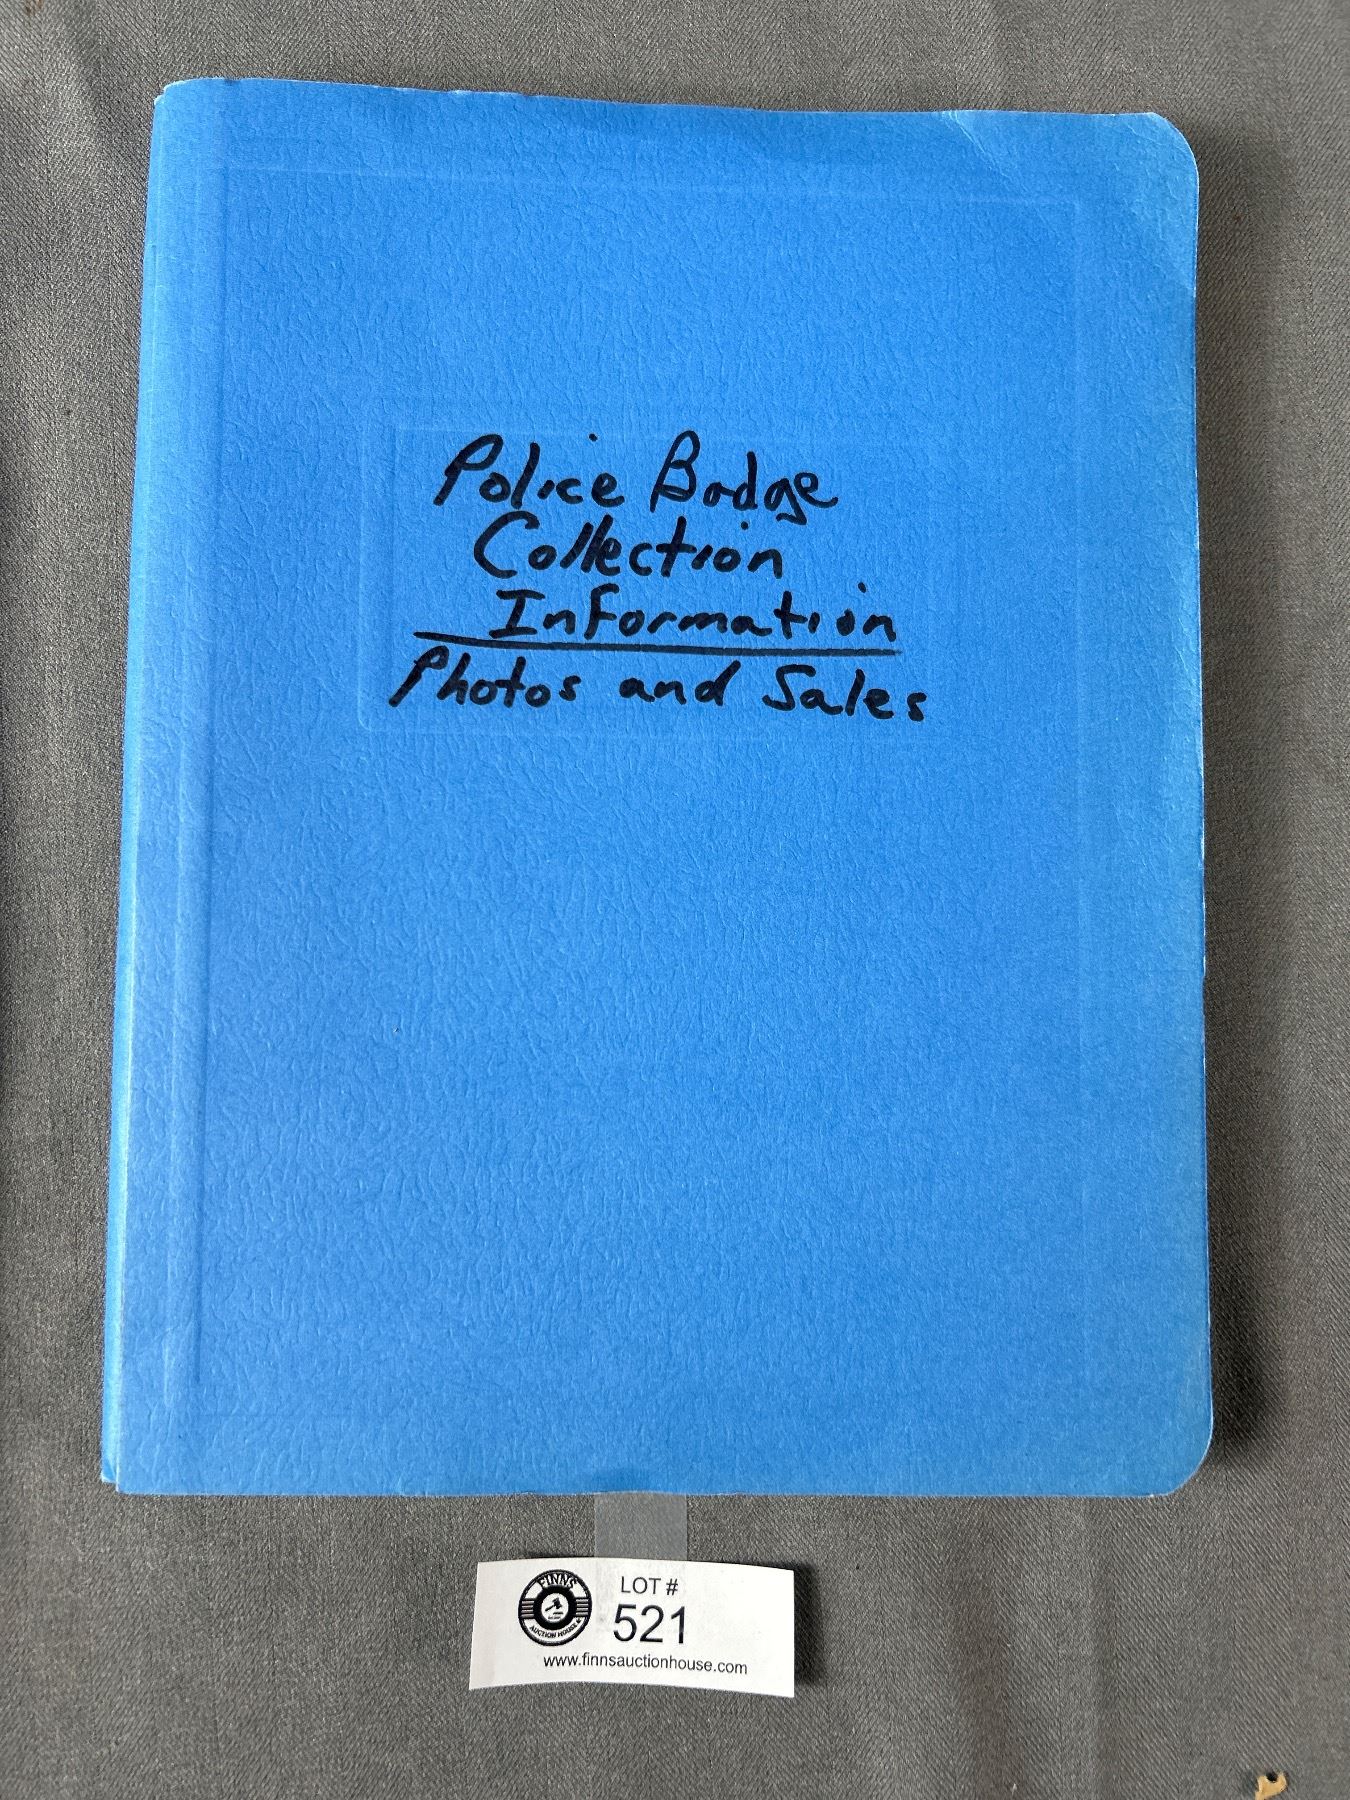 Police Badge
Collection
Information
Photos and Sales
FINNS
AUCTION HOUSE
LOT #
521
www.finnsauctionhouse.com